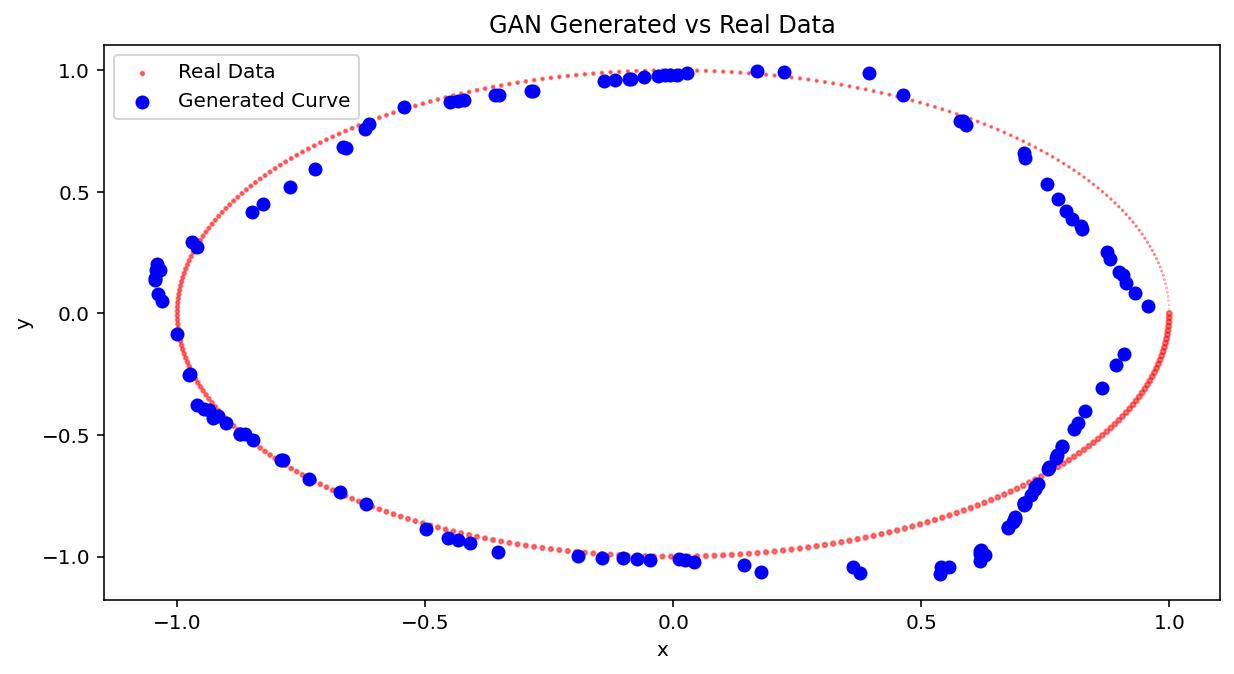 GAN Generated vs Real Data
Real Data
Generated Curve
1.0
0.5
0.0
−0.5
−1.0
y
−1.0 −0.5 0.0 0.5 1.0
x